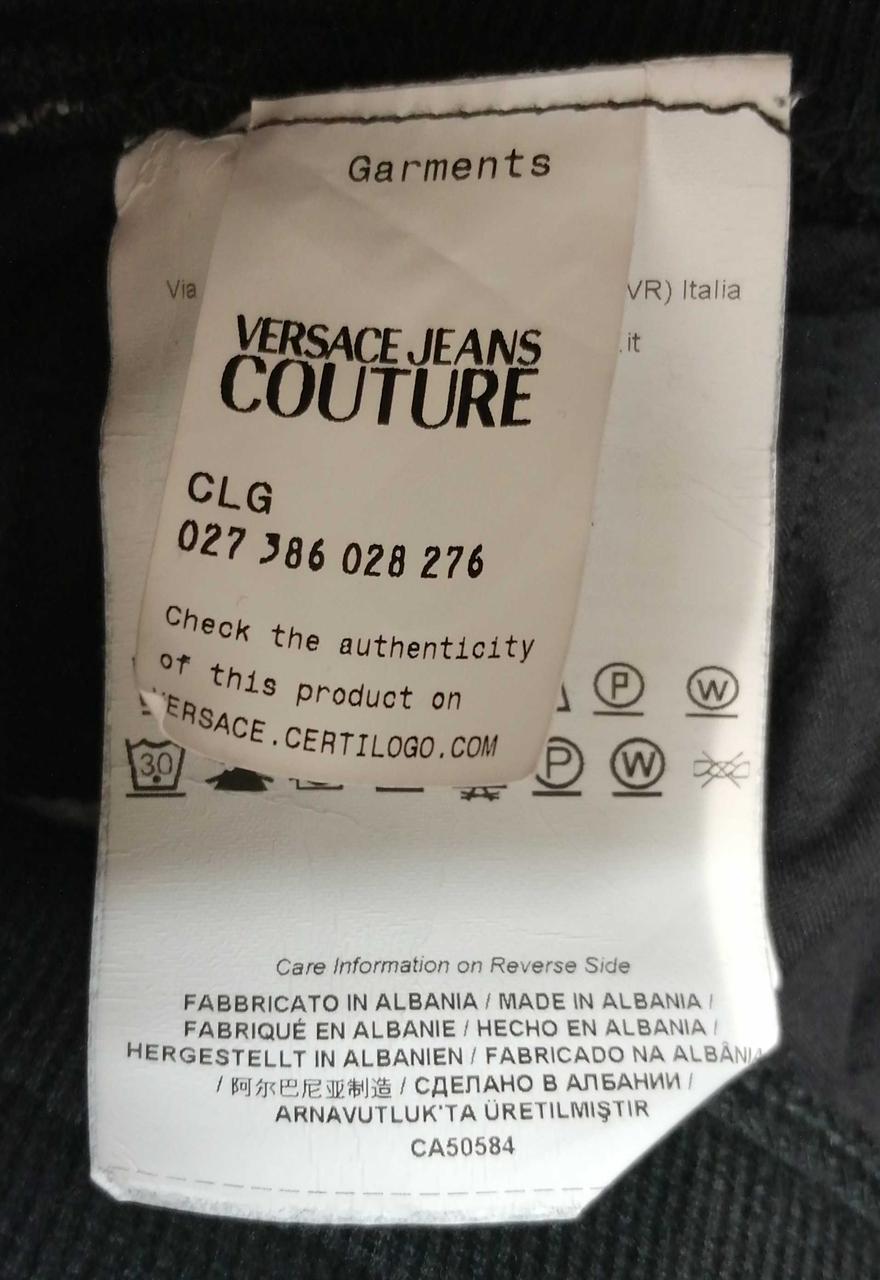 Garments
Via
VR) Italia
.it
VERSACE JEANS
COUTURE
CLG
027 386 028 276
Check the authenticity
of this product on
VERSACE.CERTILOGO.COM
P W
30 P W
Care Information on Reverse Side
FABBRICATO IN ALBANIA / MADE IN ALBANIA /
FABRIQUÉ EN ALBANIE / HECHO EN ALBANIA /
HERGESTELLT IN ALBANIEN / FABRICADO NA ALBÂNIA
/ 阿尔巴尼亚制造 / СДЕЛАНО В АЛБАНИИ /
ARNAVUTLUK'TA ÜRETILMIŞTIR
CA50584